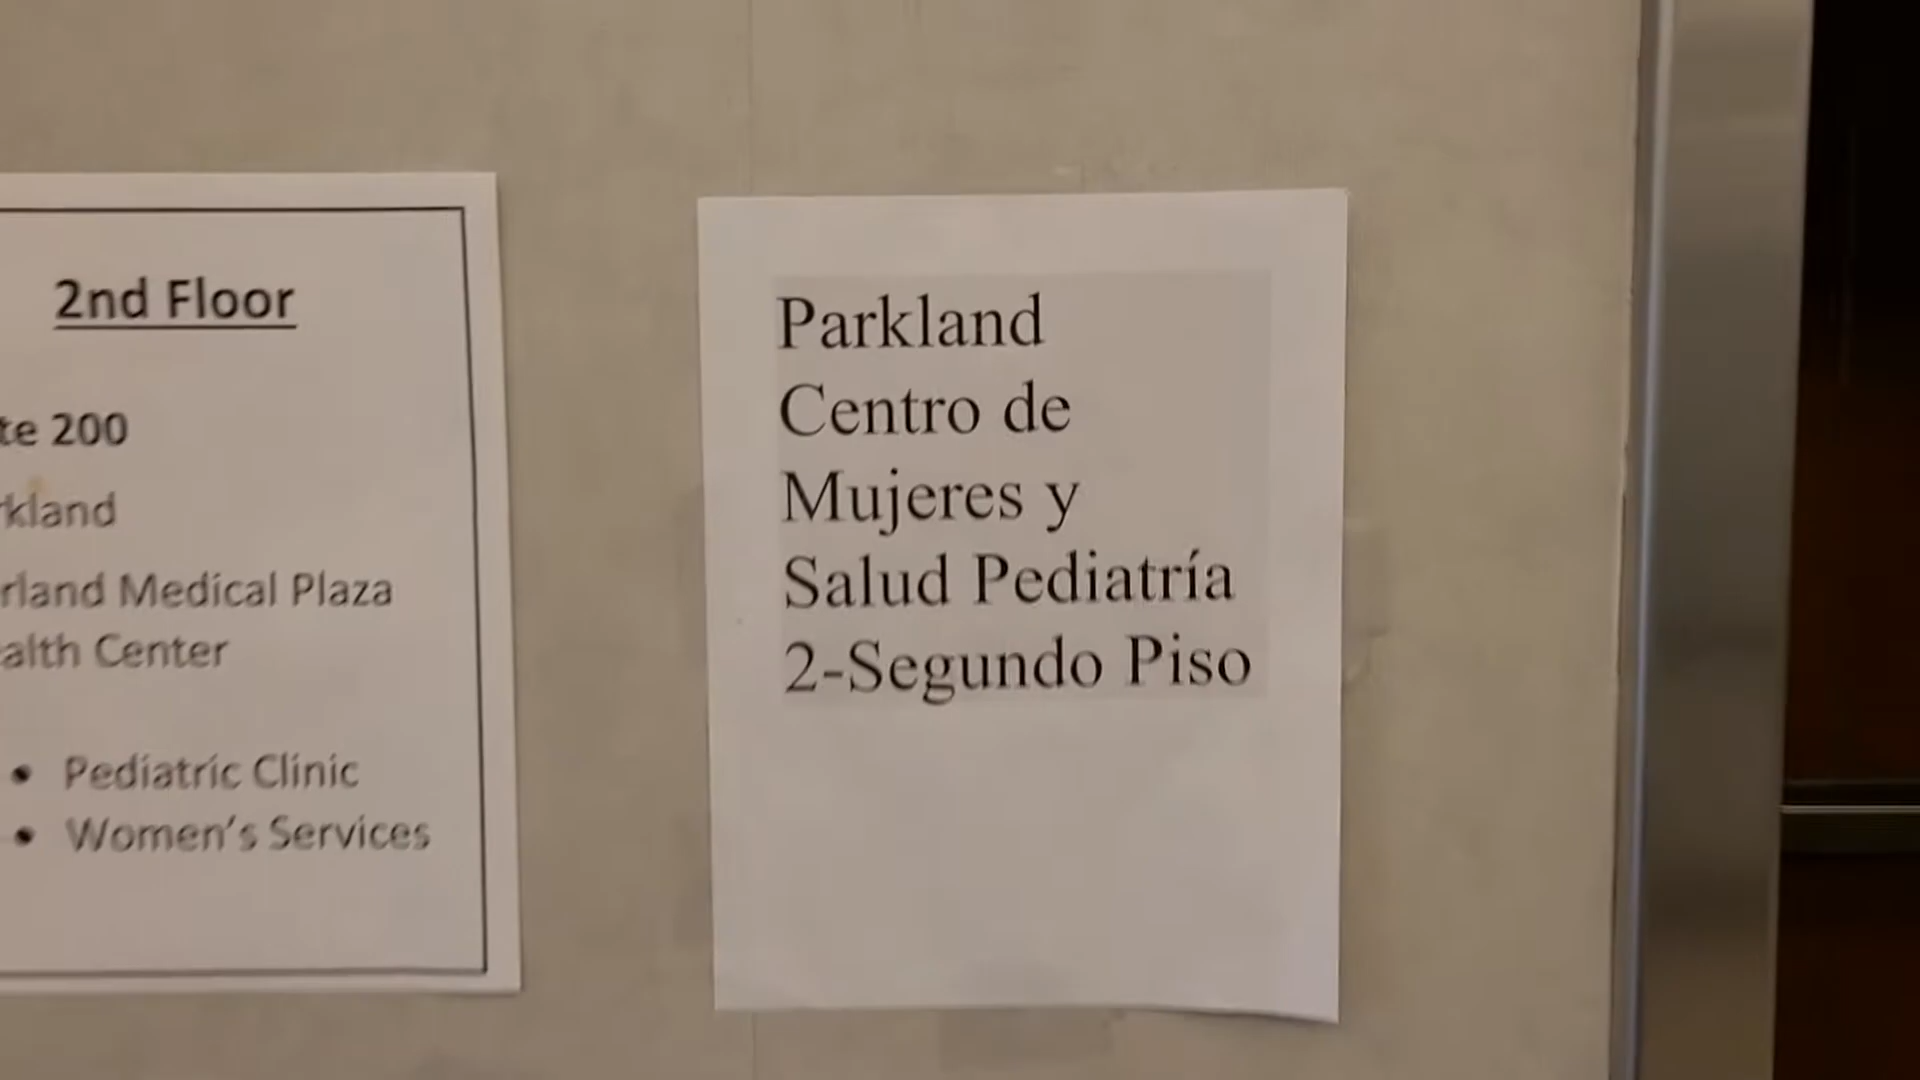 2nd Floor
te 200
rkland
rland Medical Plaza
alth Center
• Pediatric Clinic
• Women's Services
Parkland
Centro de
Mujeres y
Salud Pediatría
2-Segundo Piso